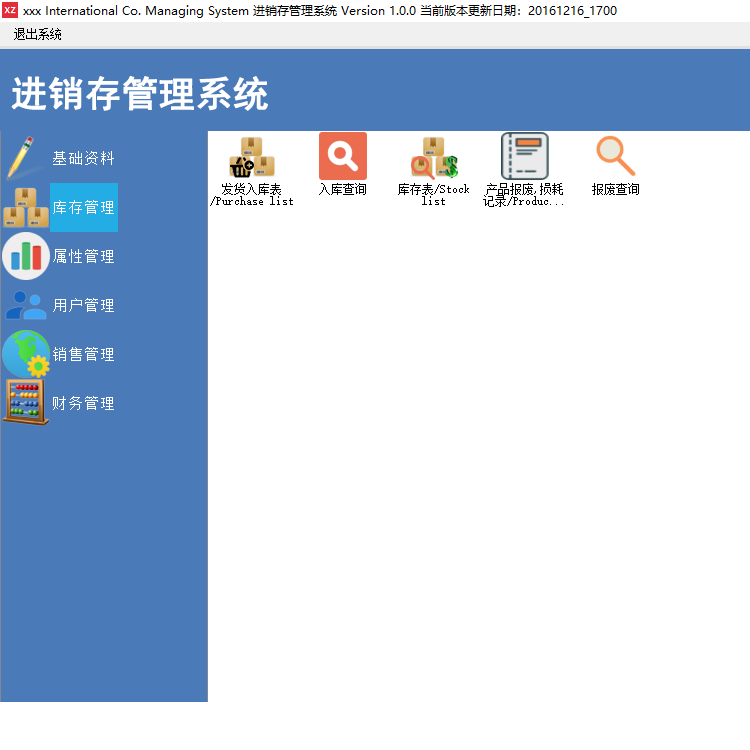 XZ xxx International Co. Managing System 进销存管理系统 Version 1.0.0 当前版本更新日期：20161216_1700
退出系统
进销存管理系统
基础资料
库存管理
属性管理
用户管理
销售管理
财务管理
发货入库表
/Purchase list
入库查询
库存表/Stock
list
产品报废,损耗
记录/Produc...
报废查询